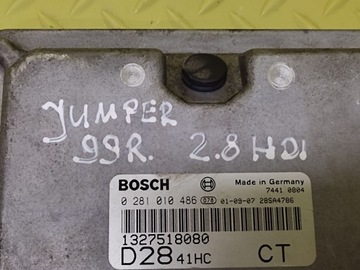 JUMPER
99R. 2.8 HDI
BOSCH Made in Germany
7441 0804
0 281 010 486 078 01-09-07 28SA4786
1327518080
D28 41HC CT